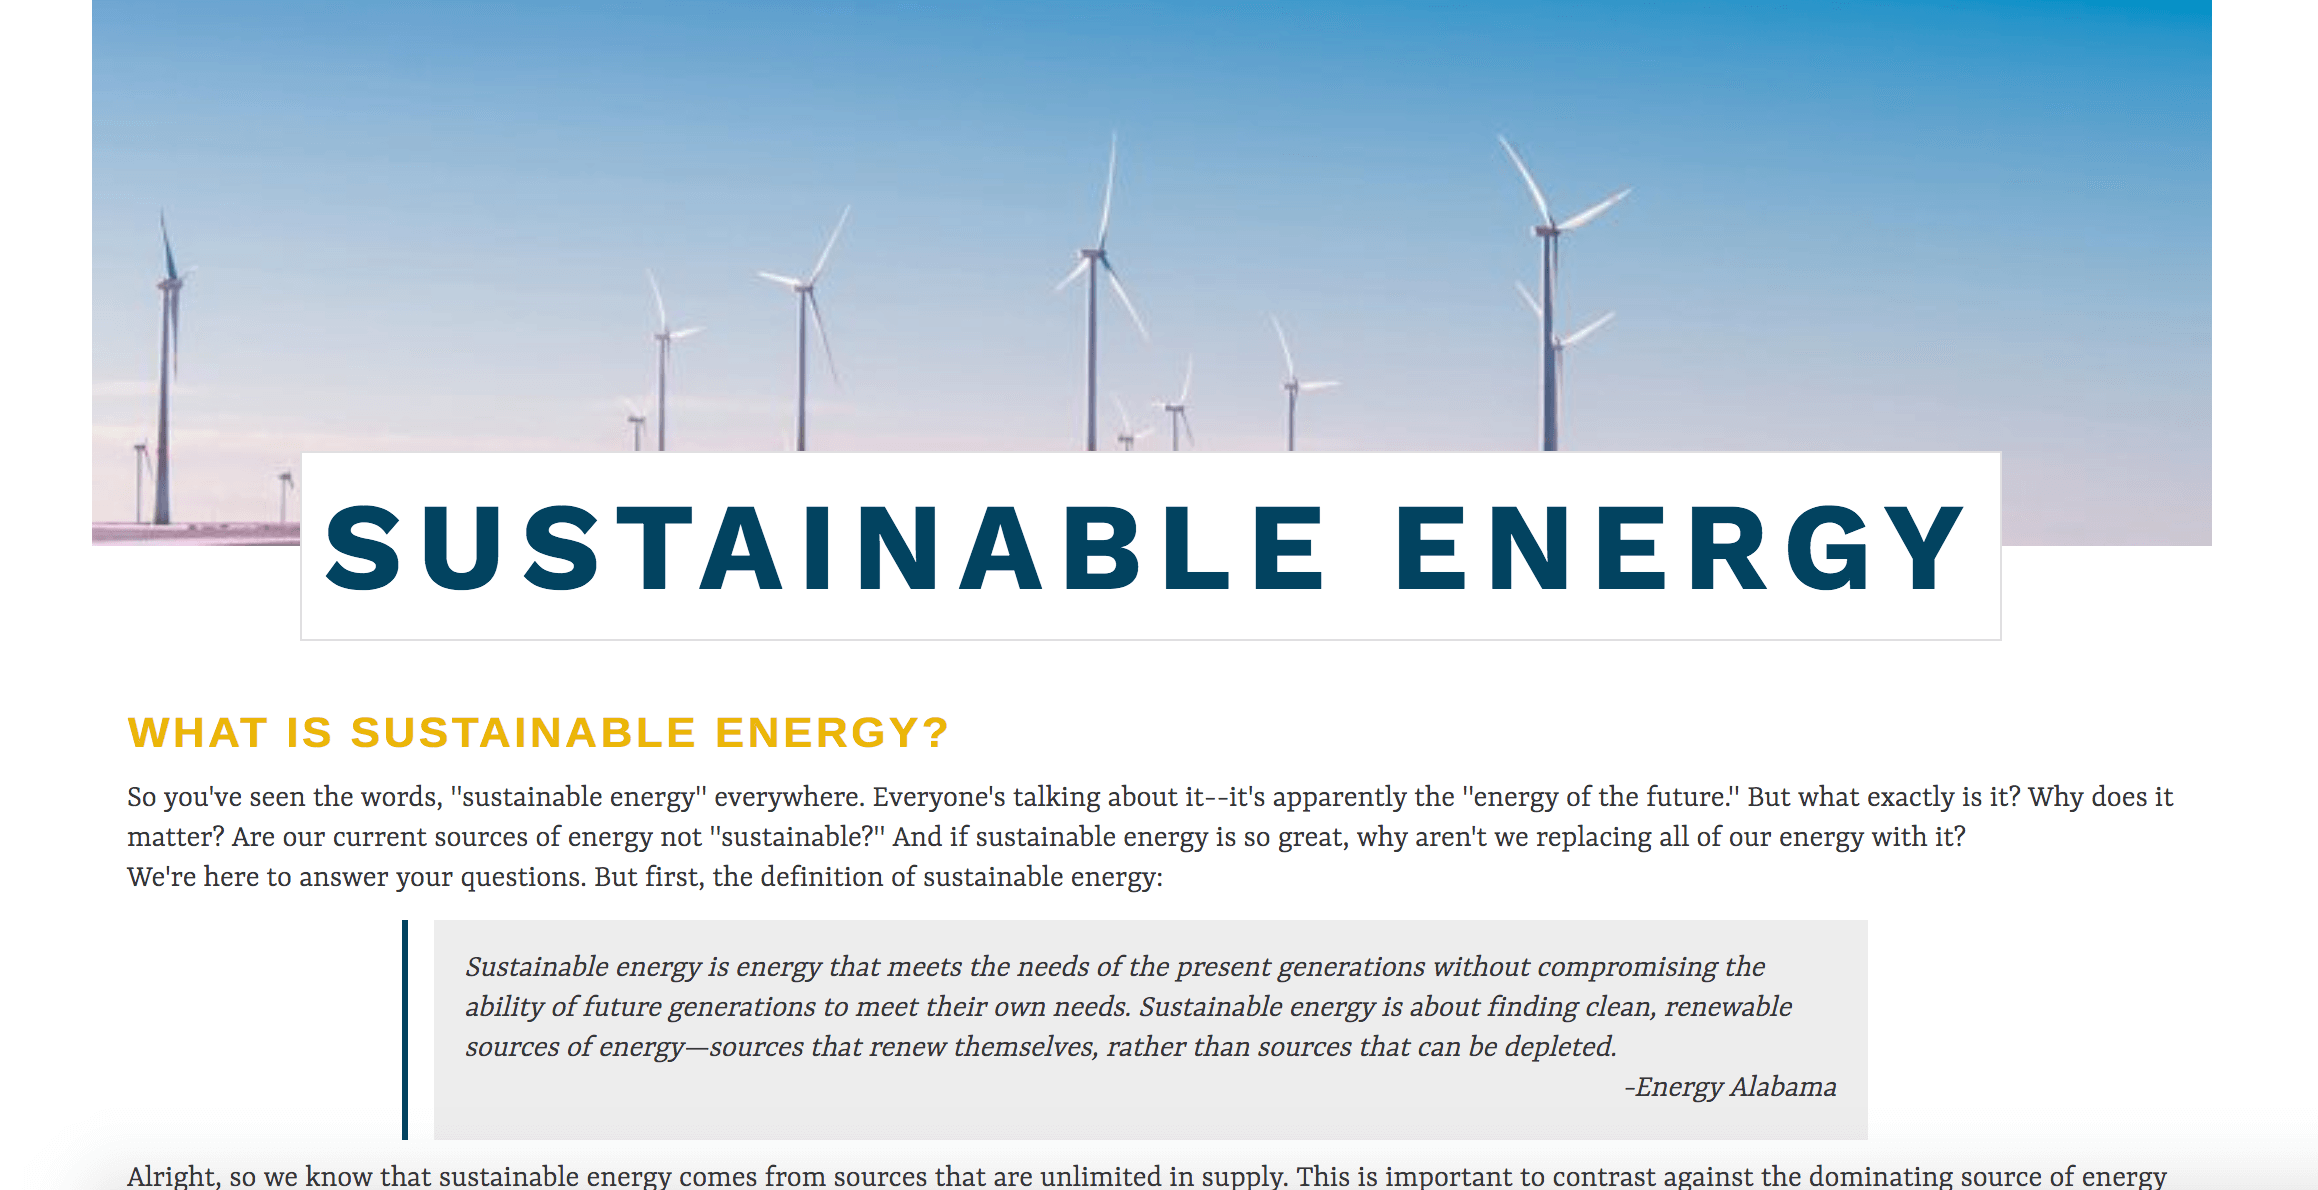 SUSTAINABLE ENERGY
WHAT IS SUSTAINABLE ENERGY?
So you've seen the words, "sustainable energy" everywhere. Everyone's talking about it--it's apparently the "energy of the future." But what exactly is it? Why does it
matter? Are our current sources of energy not "sustainable?" And if sustainable energy is so great, why aren't we replacing all of our energy with it?
We're here to answer your questions. But first, the definition of sustainable energy:
Sustainable energy is energy that meets the needs of the present generations without compromising the
ability of future generations to meet their own needs. Sustainable energy is about finding clean, renewable
sources of energy—sources that renew themselves, rather than sources that can be depleted.
-Energy Alabama
Alright, so we know that sustainable energy comes from sources that are unlimited in supply. This is important to contrast against the dominating source of energy